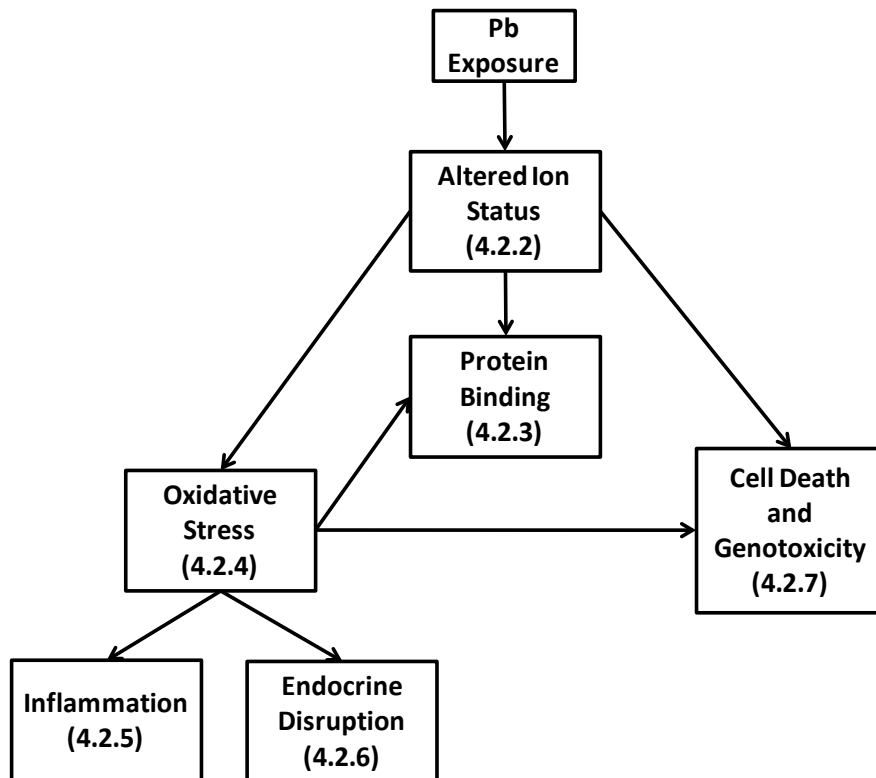 Pb
Exposure
Altered Ion
Status
(4.2.2)
Protein
Binding
(4.2.3)
Oxidative
Stress
(4.2.4)
Cell Death
and
Genotoxicity
(4.2.7)
Inflammation
(4.2.5)
Endocrine
Disruption
(4.2.6)